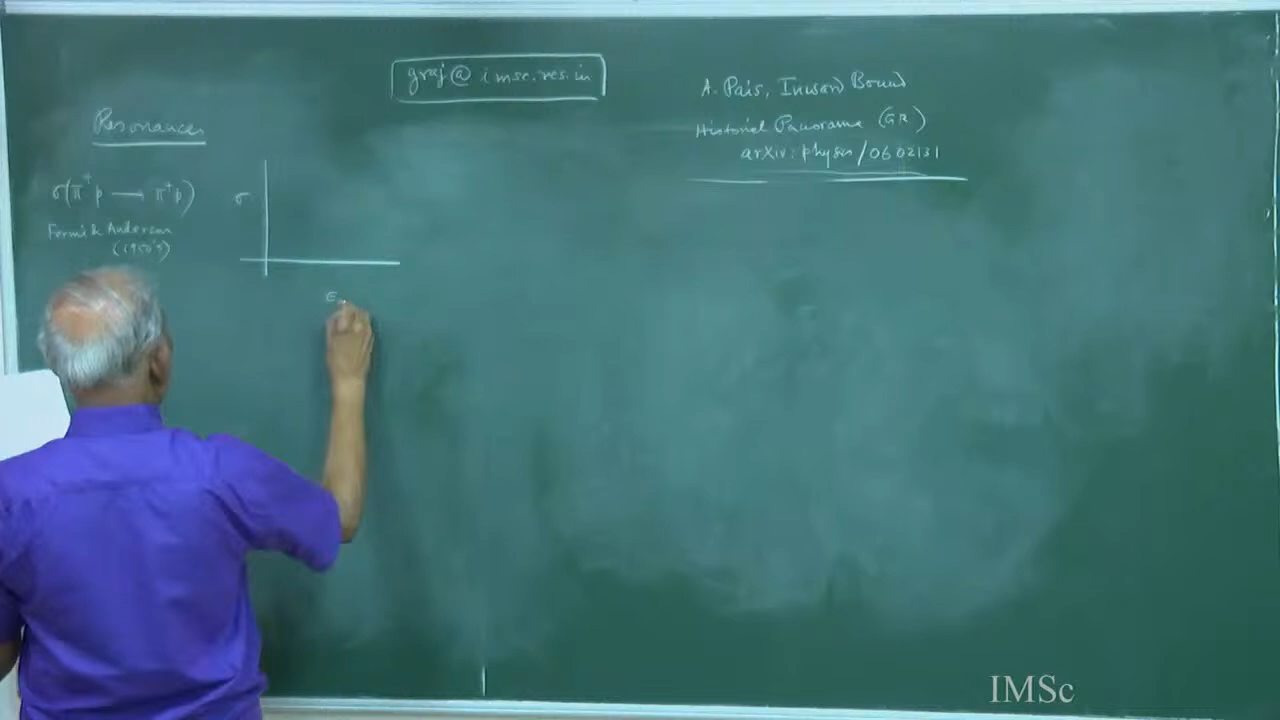 graj@imsc.res.in
A. Pais, Inward Bound
Historical Panorama (GR)
arXiv: physics/0602131
Resonances
σ(π⁺p → π⁺p)
Fermi & Anderson
(1950's)
σ
E
IMSc